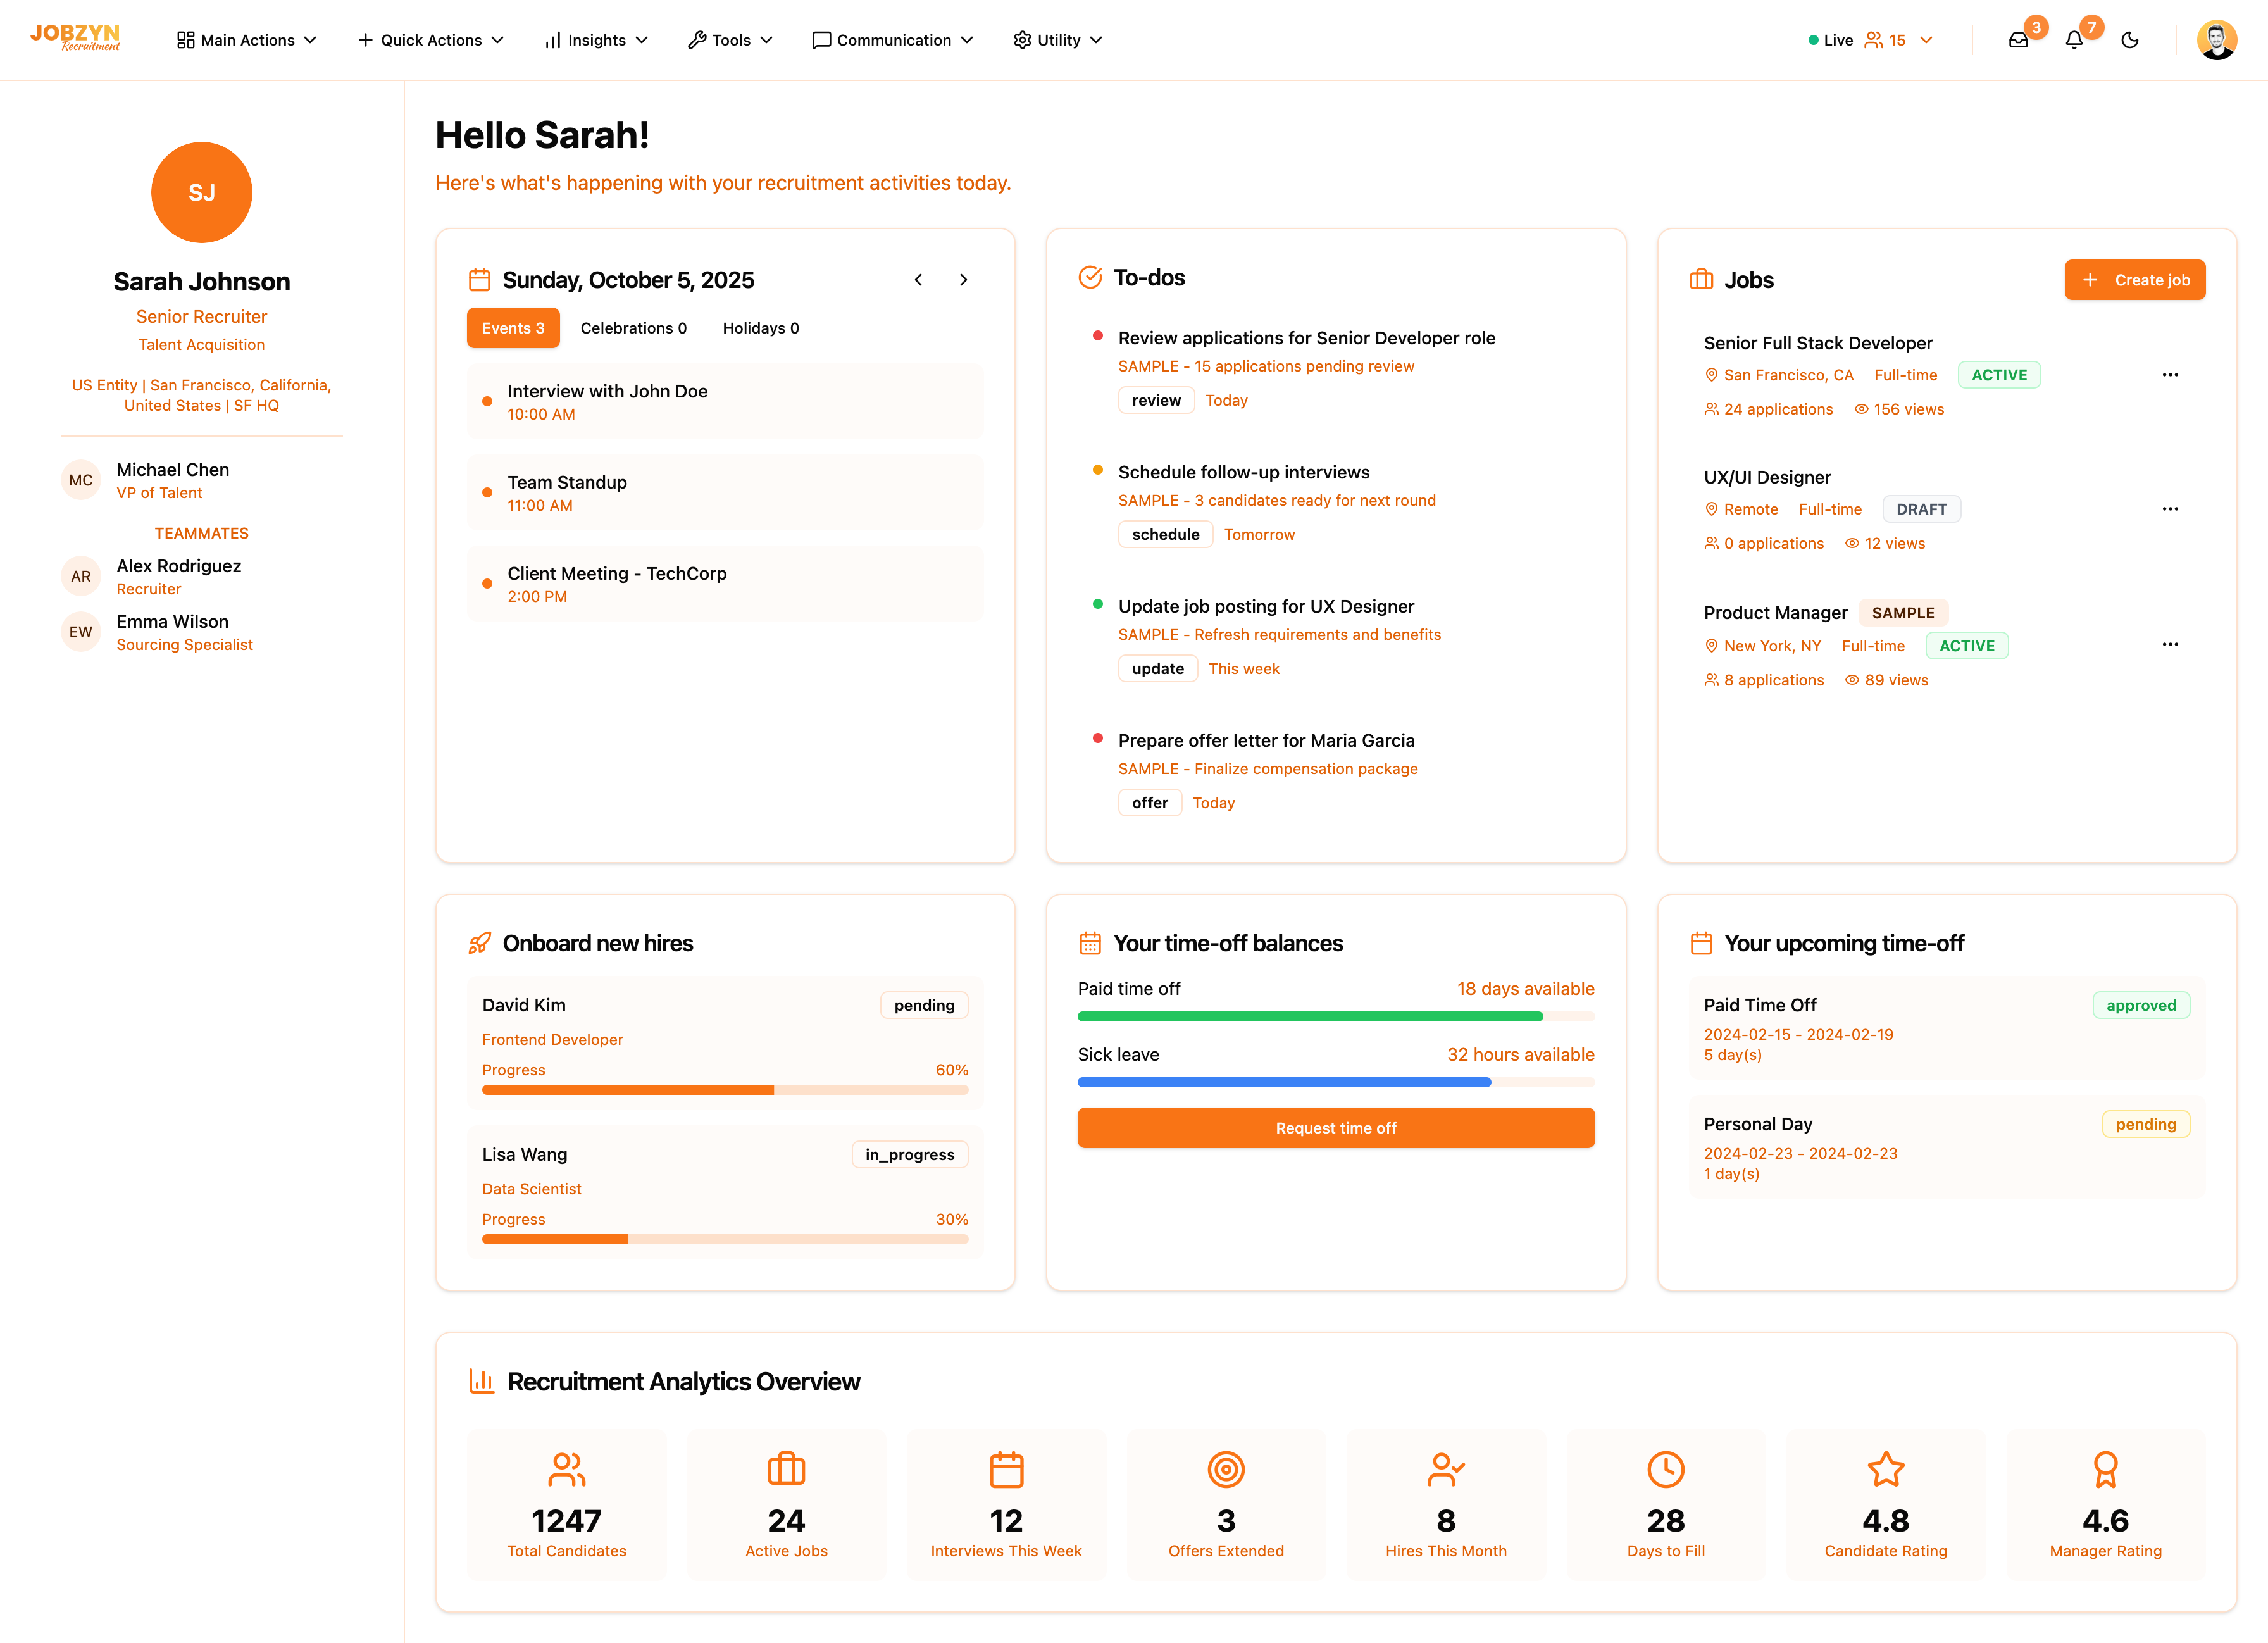 JOBZYN
Recruitment
Main Actions
Quick Actions
Insights
Tools
Communication
Utility
Live
15
3
7
SJ
Sarah Johnson
Senior Recruiter
Talent Acquisition
US Entity | San Francisco, California,
United States | SF HQ
MC
Michael Chen
VP of Talent
TEAMMATES
AR
Alex Rodriguez
Recruiter
EW
Emma Wilson
Sourcing Specialist
Hello Sarah!
Here's what's happening with your recruitment activities today.
Sunday, October 5, 2025
Events 3
Celebrations 0
Holidays 0
Interview with John Doe
10:00 AM
Team Standup
11:00 AM
Client Meeting - TechCorp
2:00 PM
To-dos
Review applications for Senior Developer role
SAMPLE - 15 applications pending review
review Today
Schedule follow-up interviews
SAMPLE - 3 candidates ready for next round
schedule Tomorrow
Update job posting for UX Designer
SAMPLE - Refresh requirements and benefits
update This week
Prepare offer letter for Maria Garcia
SAMPLE - Finalize compensation package
offer Today
Jobs
Create job
Senior Full Stack Developer
San Francisco, CA Full-time ACTIVE
24 applications 156 views
UX/UI Designer
Remote Full-time DRAFT
0 applications 12 views
Product Manager SAMPLE
New York, NY Full-time ACTIVE
8 applications 89 views
Onboard new hires
David Kim pending
Frontend Developer
Progress 60%
Lisa Wang in_progress
Data Scientist
Progress 30%
Your time-off balances
Paid time off 18 days available
Sick leave 32 hours available
Request time off
Your upcoming time-off
Paid Time Off approved
2024-02-15 - 2024-02-19
5 day(s)
Personal Day pending
2024-02-23 - 2024-02-23
1 day(s)
Recruitment Analytics Overview
1247
Total Candidates
24
Active Jobs
12
Interviews This Week
3
Offers Extended
8
Hires This Month
28
Days to Fill
4.8
Candidate Rating
4.6
Manager Rating